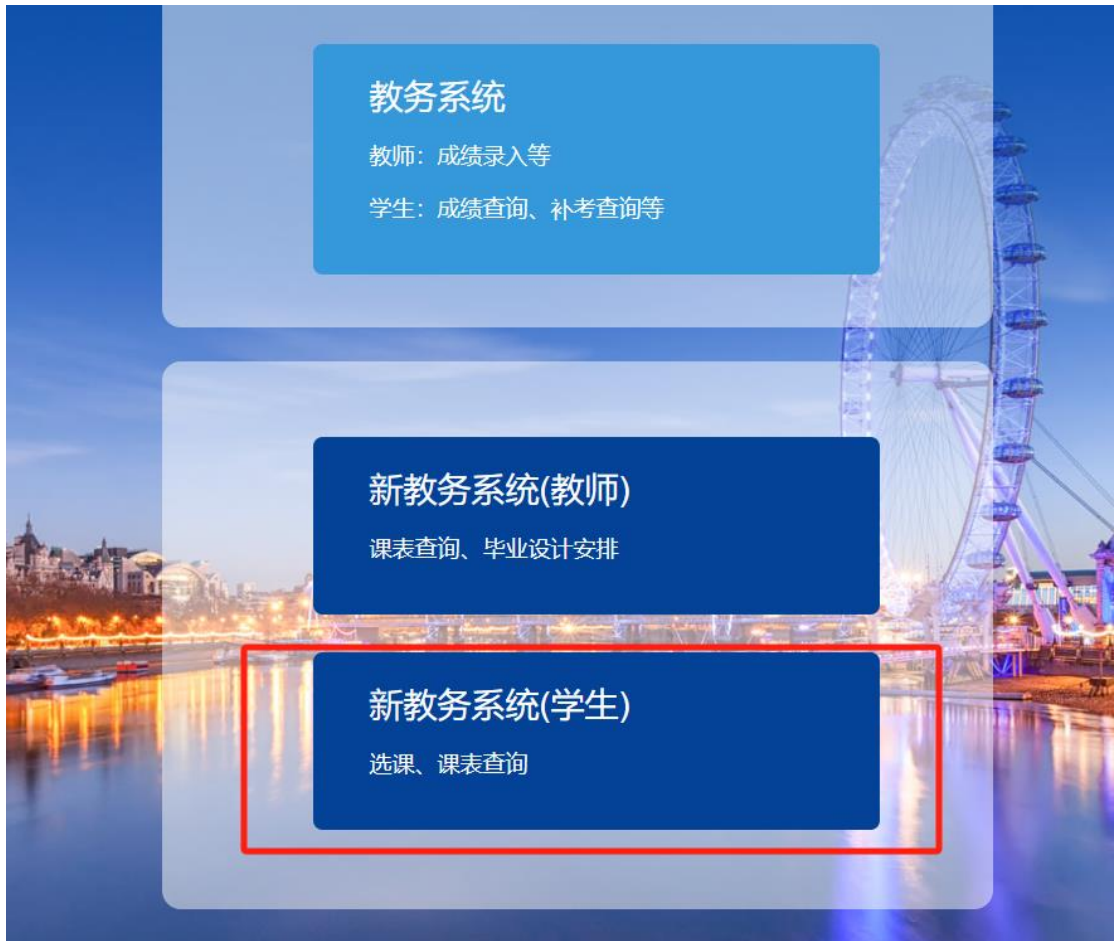 教务系统
教师：成绩录入等
学生：成绩查询、补考查询等
新教务系统(教师)
课表查询、毕业设计安排
新教务系统(学生)
选课、课表查询